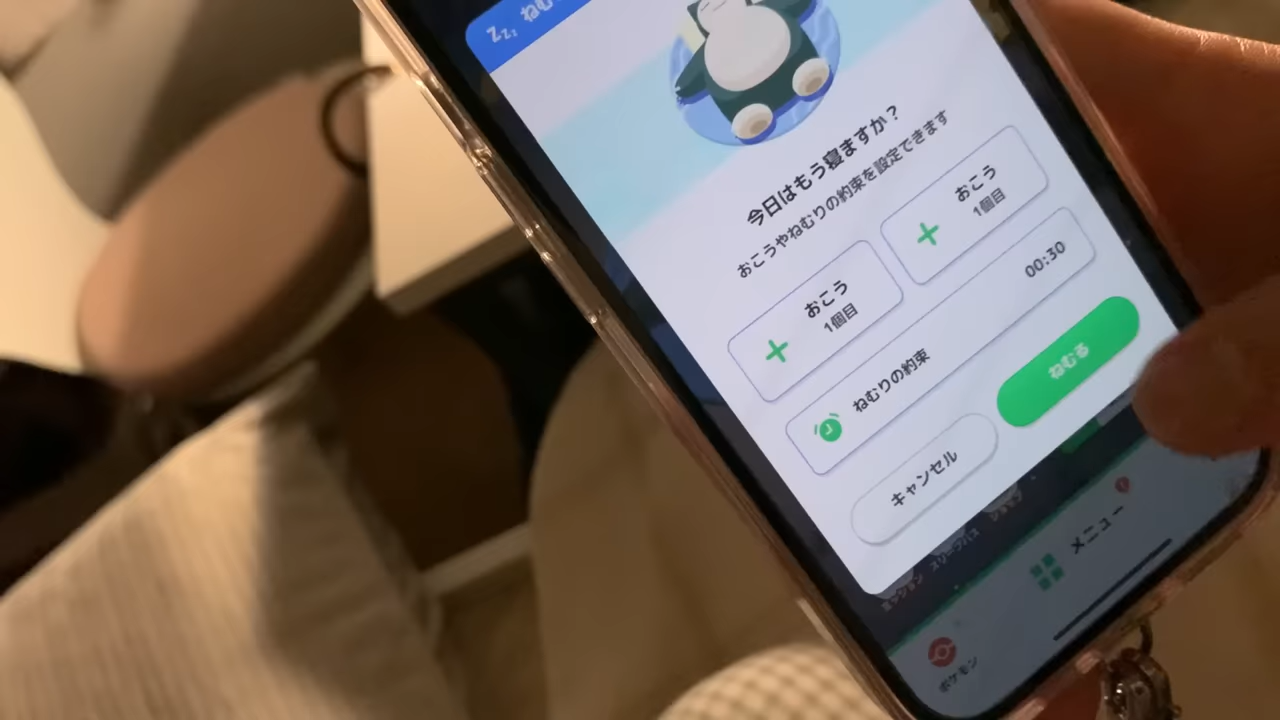 Zzz ねむ
今日はもう寝ますか？
おこうやねむりの約束を設定できます
おこう
1個目
おこう
1個目
ねむりの約束
00:30
キャンセル
ねむる
メニュー
ポケモン